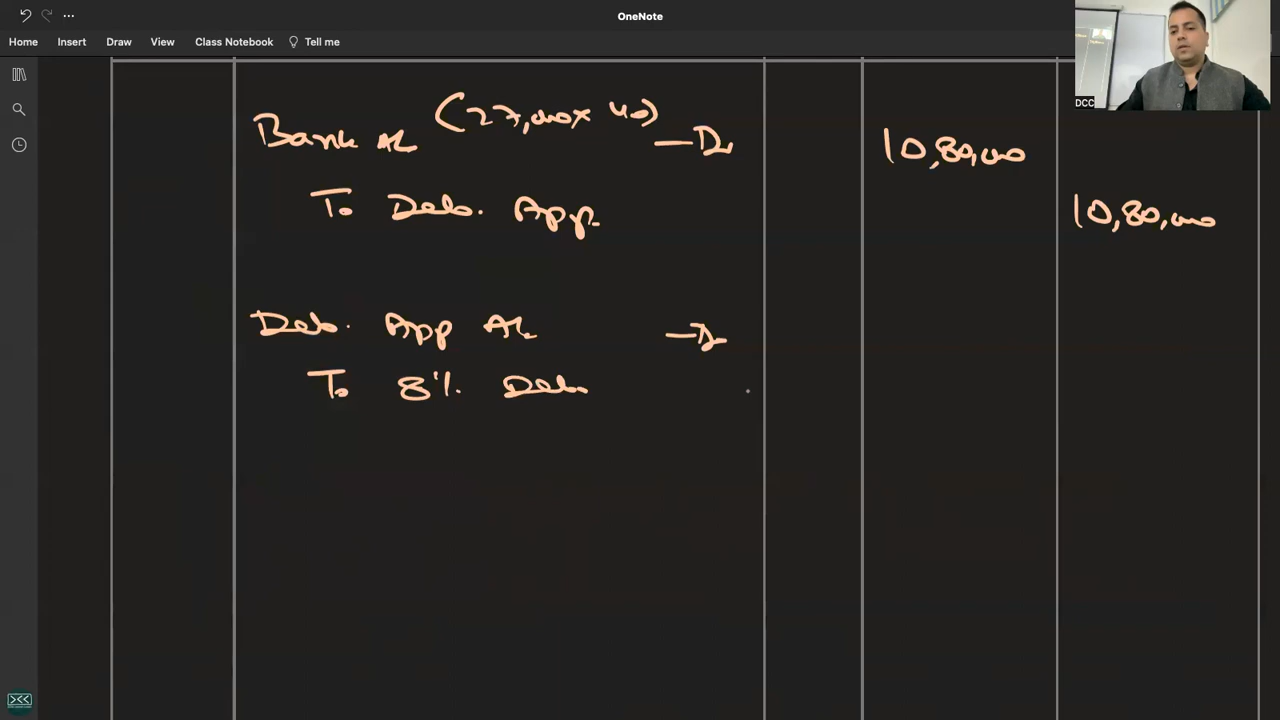 OneNote
Home Insert Draw View Class Notebook Tell me
DCC
Bank A/c (27,000 x 40) — Dr 10,80,000
To Deb. App. 10,80,000
Deb. App A/c — Dr
To 8% Deb.